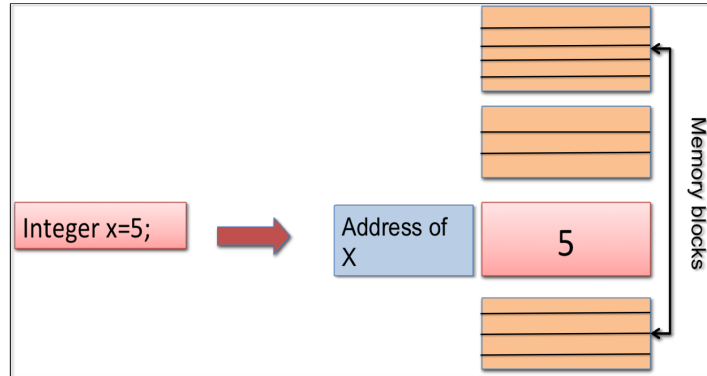 Integer x=5;
Address of
X
5
Memory blocks